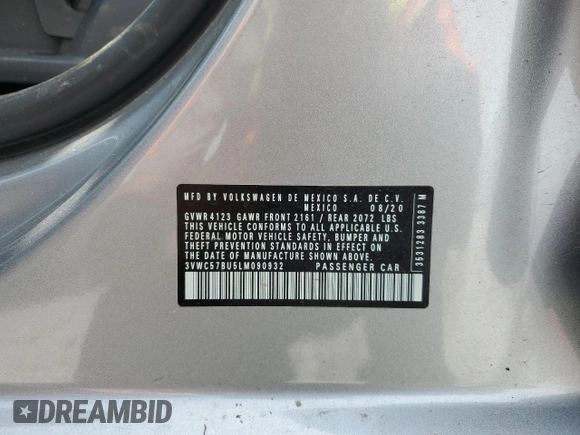 MFD BY VOLKSWAGEN DE MEXICO S.A. DE C.V.
MEXICO 08/20
GVWR 4123 GAWR FRONT 2161 / REAR 2072 LBS
THIS VEHICLE CONFORMS TO ALL APPLICABLE U.S.
FEDERAL MOTOR VEHICLE SAFETY, BUMPER AND
THEFT PREVENTION STANDARDS IN EFFECT ON
THE DATE OF MANUFACTURE SHOWN ABOVE.
3VWC57BU5LM090932 PASSENGER CAR
3631283 3387 M
DREAMBID